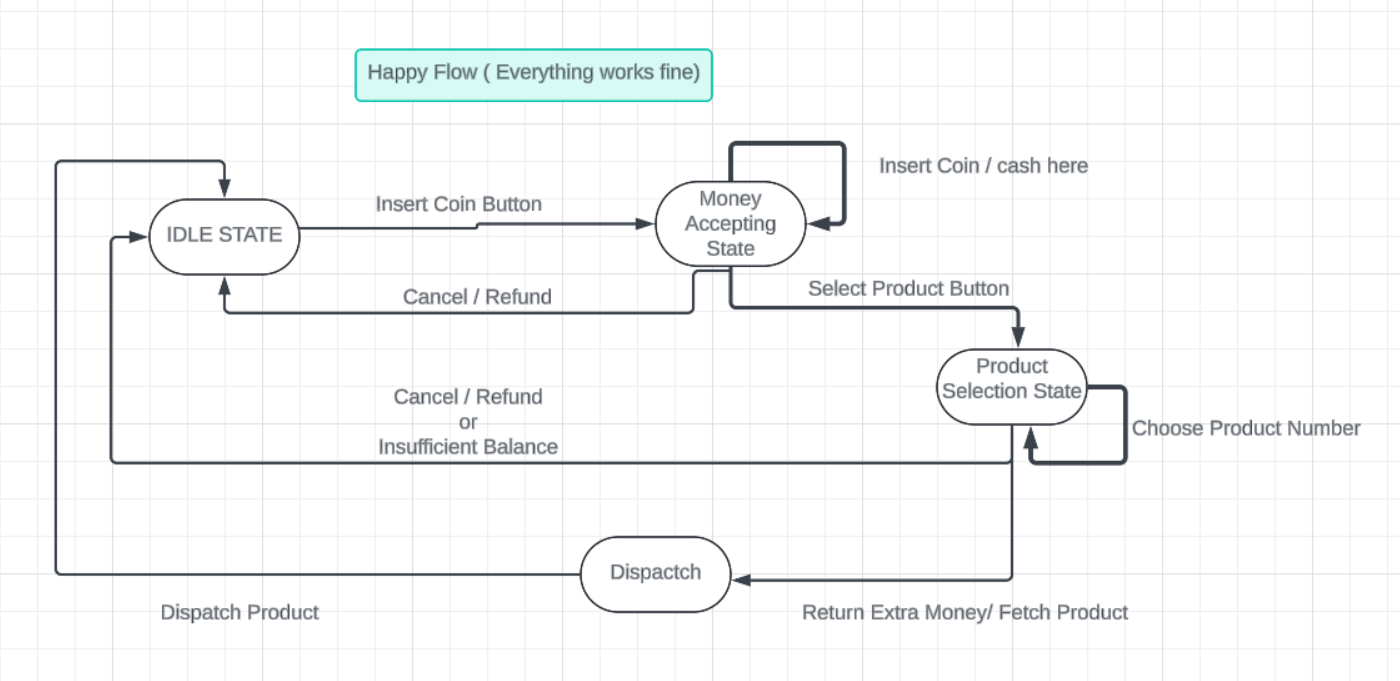 Happy Flow ( Everything works fine)
Insert Coin / cash here
Insert Coin Button
Money
Accepting
State
IDLE STATE
Cancel / Refund
Select Product Button
Product
Selection State
Cancel / Refund
or
Insufficient Balance
Choose Product Number
Dispactch
Dispatch Product
Return Extra Money/ Fetch Product